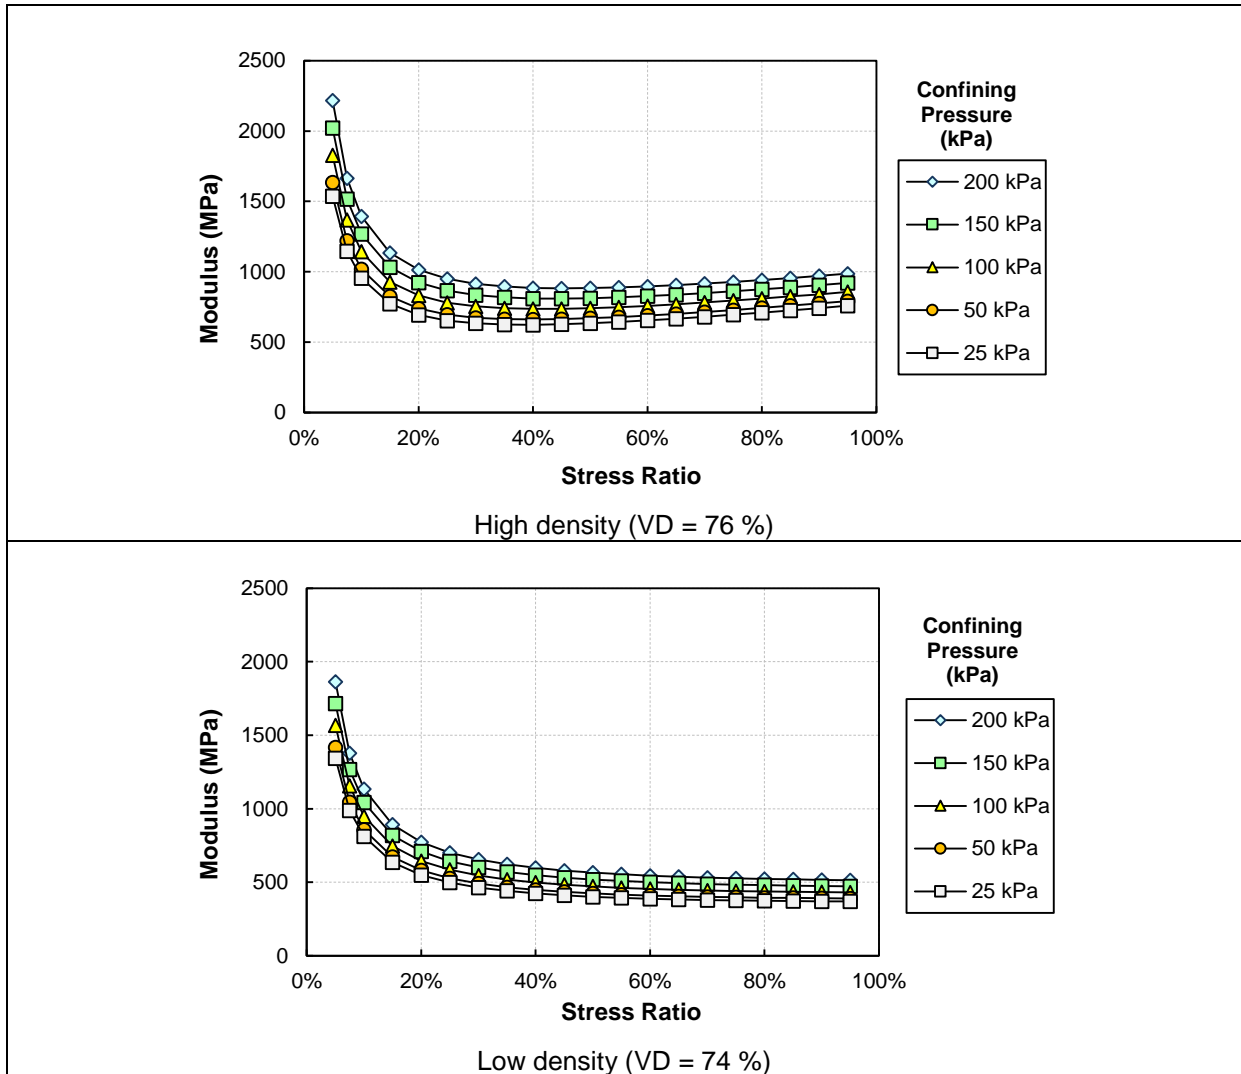 2500
2000
1500
1000
500
0
0% 20% 40% 60% 80% 100%
Modulus (MPa)
Stress Ratio
Confining
Pressure
(kPa)
200 kPa
150 kPa
100 kPa
50 kPa
25 kPa
High density (VD = 76 %)
2500
2000
1500
1000
500
0
0% 20% 40% 60% 80% 100%
Modulus (MPa)
Stress Ratio
Confining
Pressure
(kPa)
200 kPa
150 kPa
100 kPa
50 kPa
25 kPa
Low density (VD = 74 %)